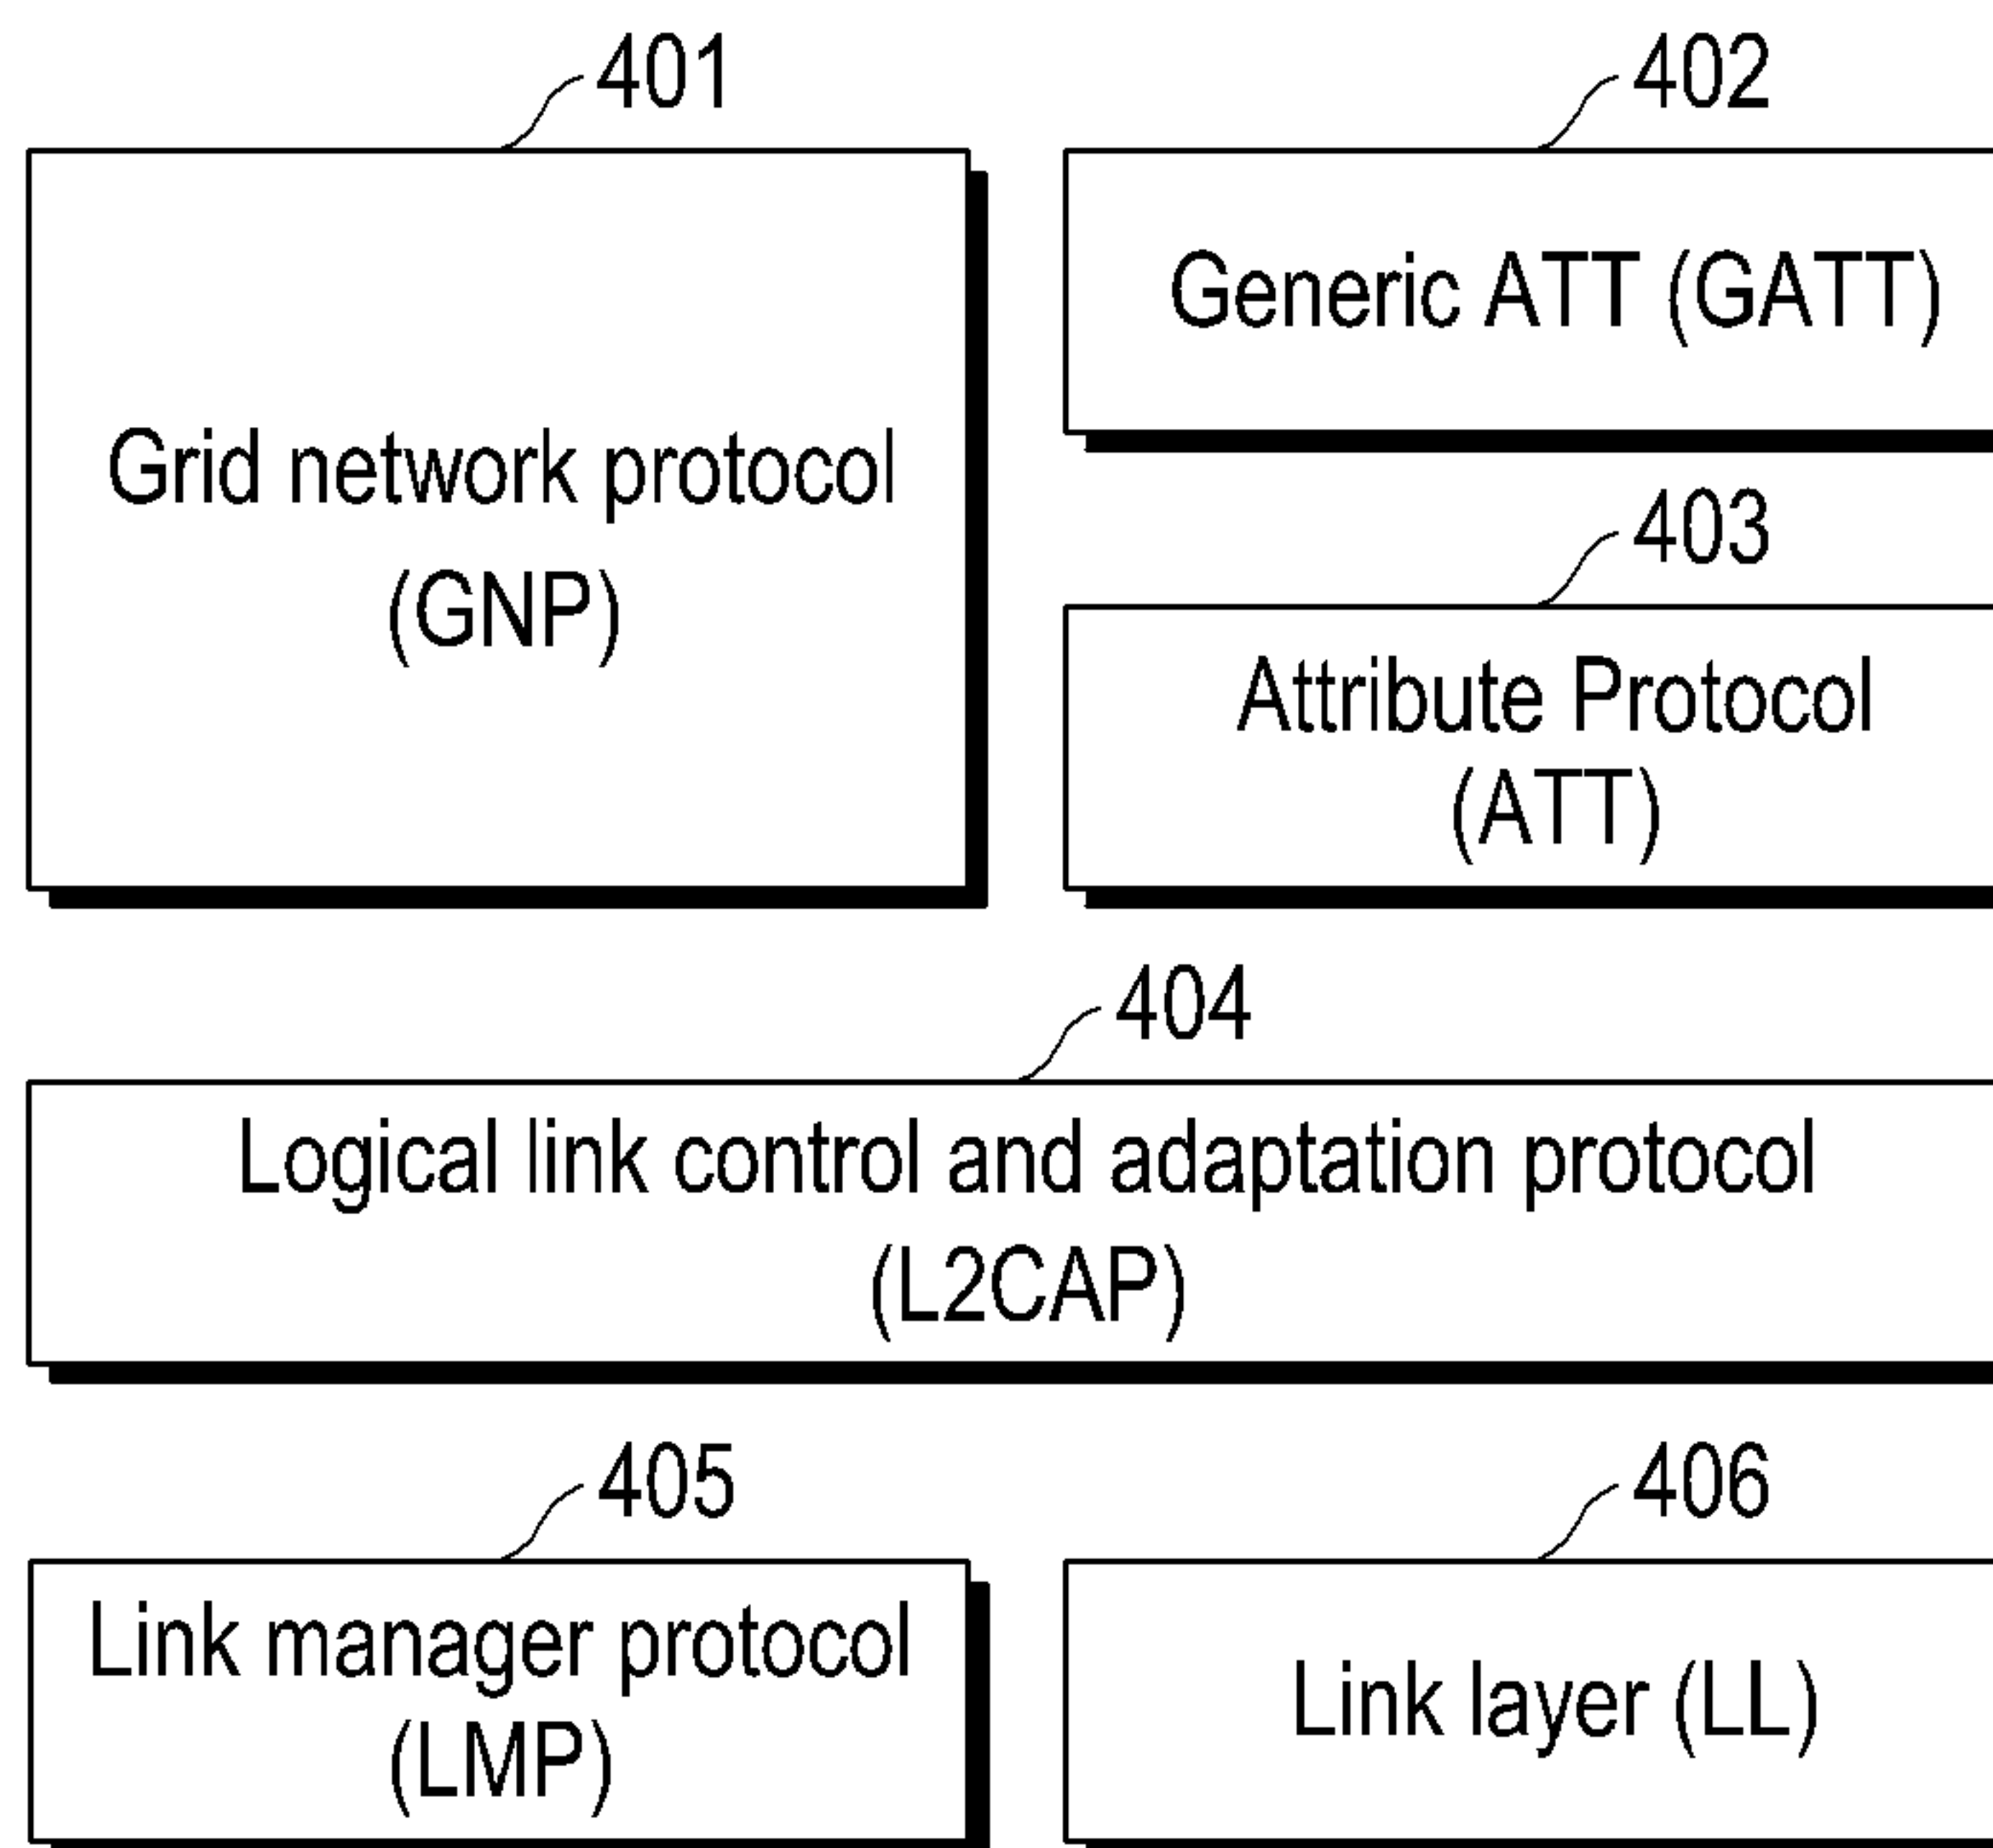 401
402
Generic ATT (GATT)
Grid network protocol
(GNP)
403
Attribute Protocol
(ATT)
404
Logical link control and adaptation protocol
(L2CAP)
405
406
Link manager protocol
(LMP)
Link layer (LL)